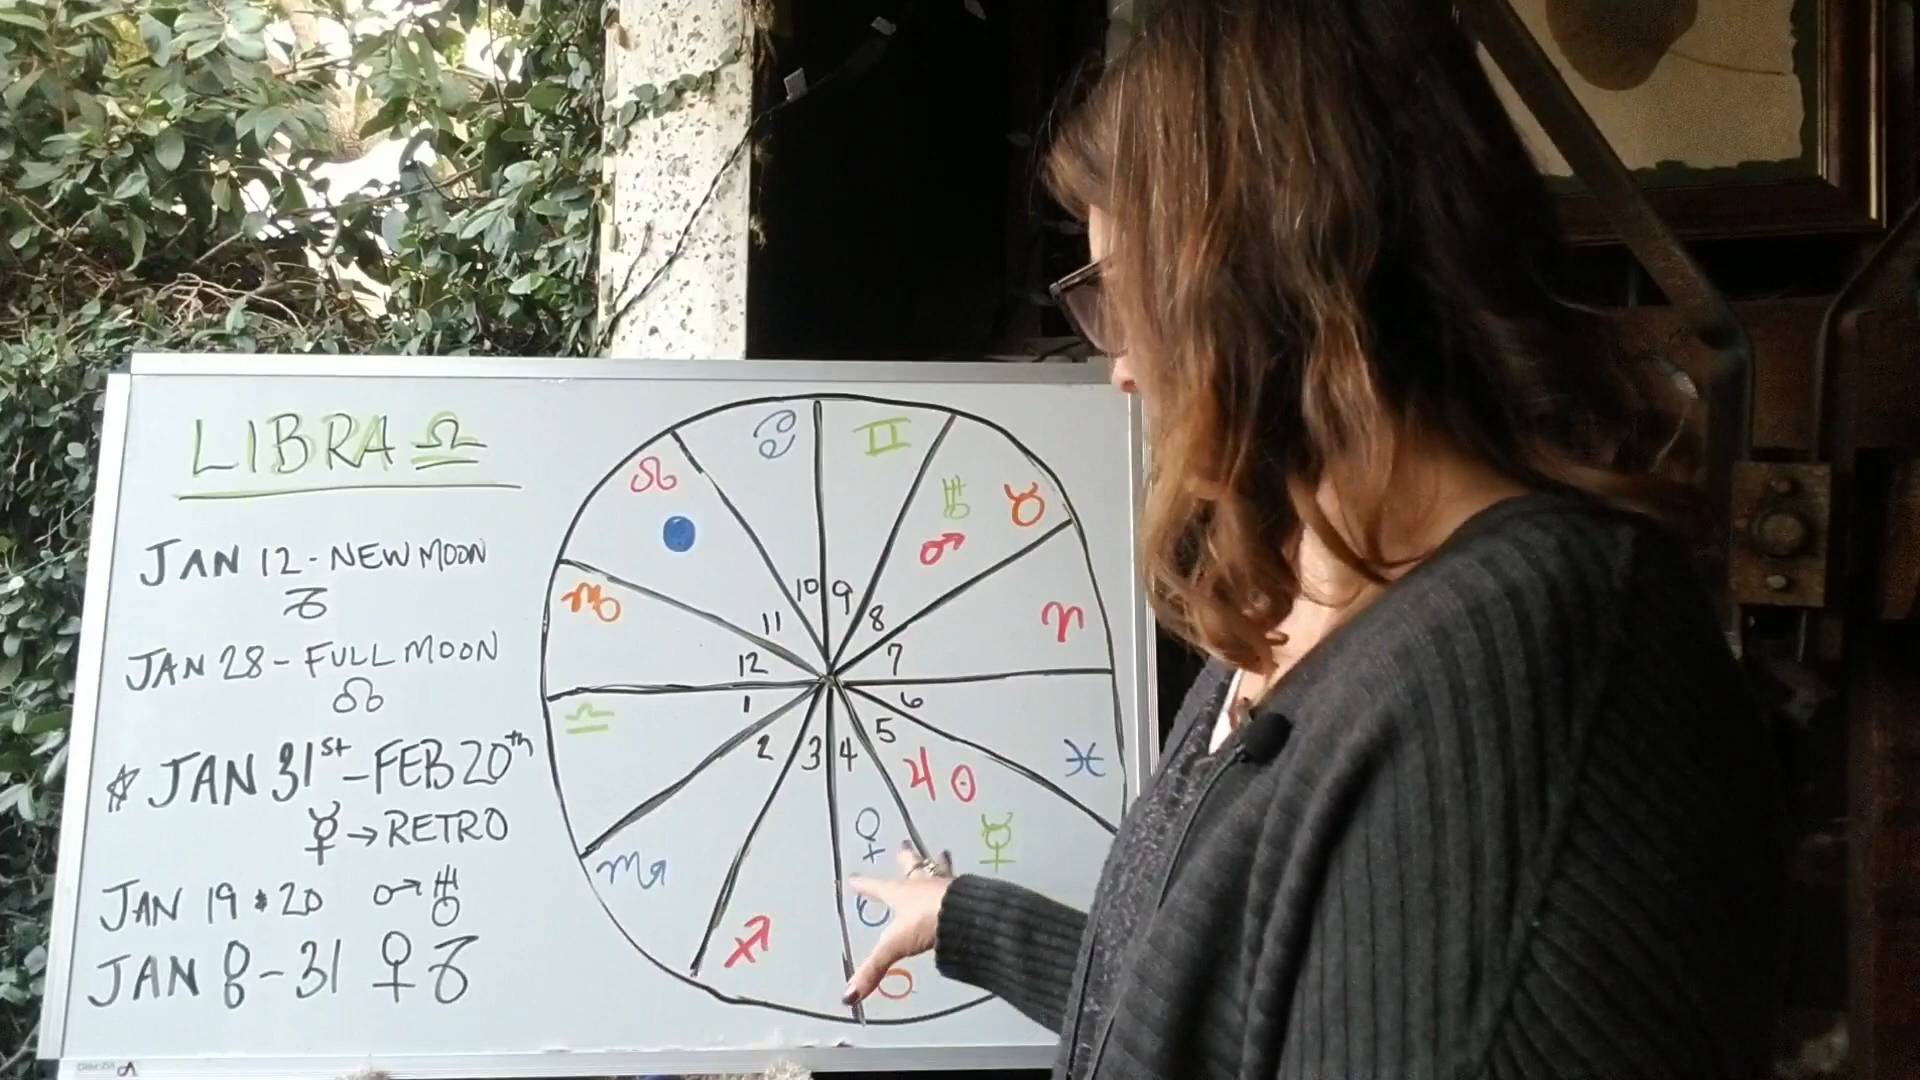 LIBRA ♎
JAN 12 - NEW MOON
♑
JAN 28 - FULL MOON
♌
☆ JAN 31st - FEB 20th
☿ → RETRO
JAN 19 & 20 ♂ ♅
JAN 8 - 31 ♀ ♑
♋ ♊
♌ ♅ ♉
♂
10 9
♍ 11 8 ♈
12 7
♎ 1 6
2 3 4 5
♃ ☉ ♓
♀ ☿
♏
♐